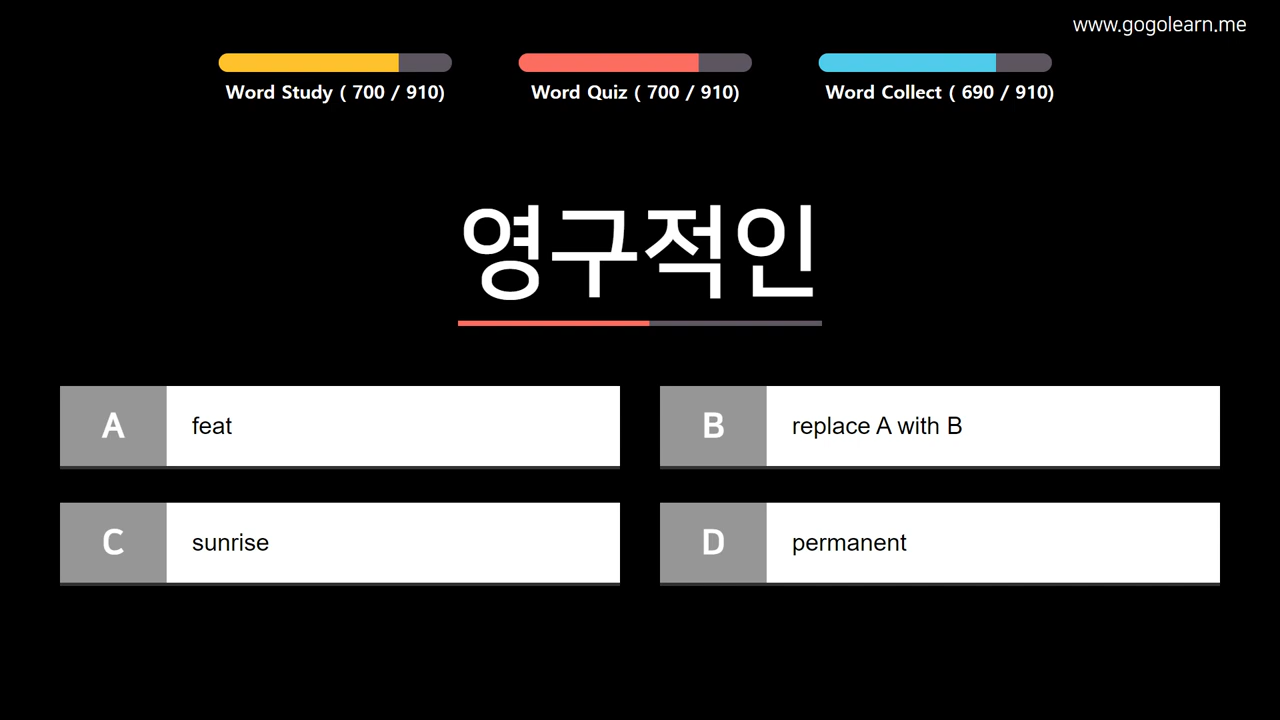 www.gogolearn.me
Word Study ( 700 / 910)
Word Quiz ( 700 / 910)
Word Collect ( 690 / 910)
영구적인
A feat
B replace A with B
C sunrise
D permanent